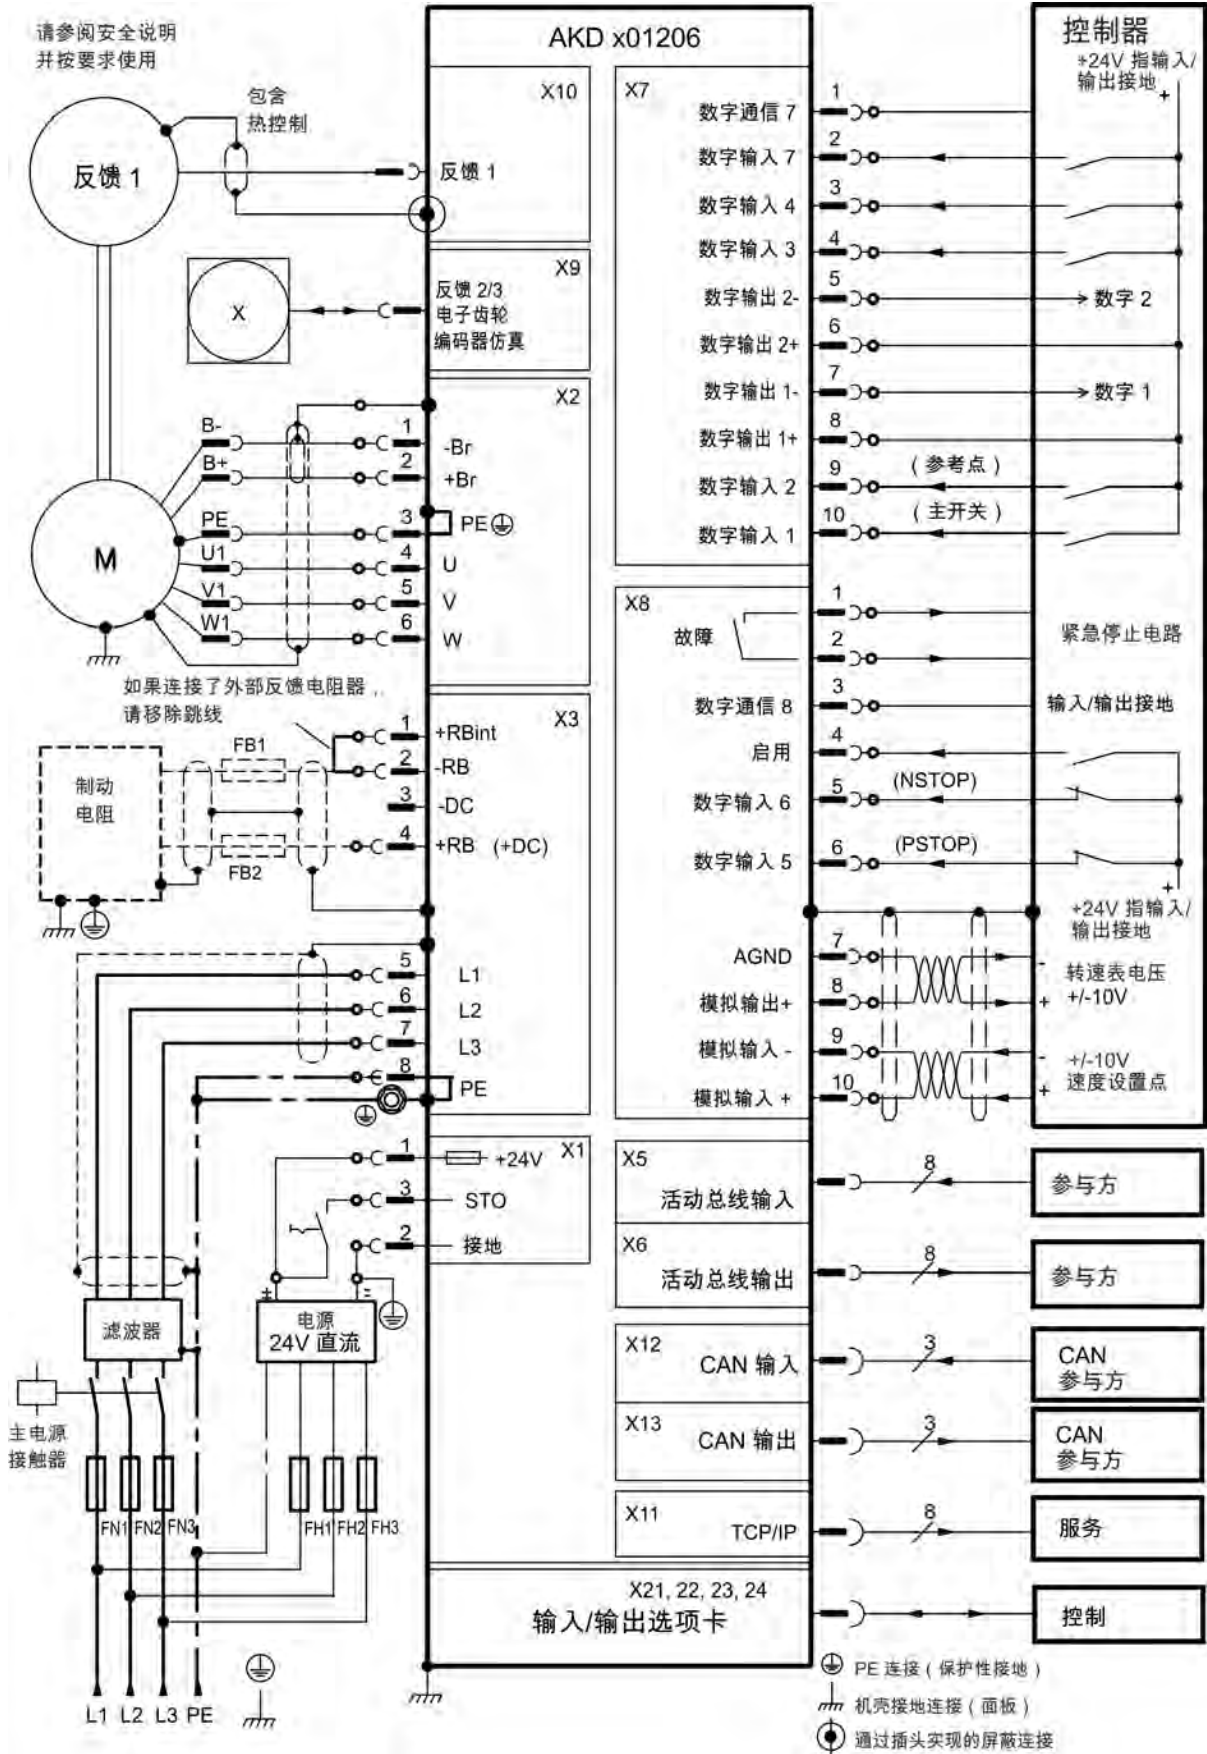 请参阅安全说明
并按要求使用
AKD x01206
控制器
+24V 指输入/
输出接地
+
包含
热控制
反馈 1
X10
反馈 1
X9
反馈 2/3
电子齿轮
编码器仿真
X
X2
B-
1
-Br
B+
2
+Br
PE
3
PE
U1
4
U
V1
5
V
W1
6
W
M
如果连接了外部反馈电阻器，
请移除跳线
X3
FB1
1
+RBint
2
-RB
3
-DC
4
+RB (+DC)
FB2
制动
电阻
5
L1
6
L2
7
L3
8
PE
X1
1
+24V
3
STO
2
接地
+
-
电源
24V 直流
滤波器
主电源
接触器
FN1 FN2 FN3
FH1 FH2 FH3
L1 L2 L3 PE
X7
数字通信 7
1
数字输入 7
2
数字输入 4
3
数字输入 3
4
数字输出 2-
5
数字 2
数字输出 2+
6
数字输出 1-
7
数字 1
数字输出 1+
8
数字输入 2
9
（参考点）
数字输入 1
10
（主开关）
X8
故障
1
2
紧急停止电路
数字通信 8
3
输入/输出接地
启用
4
数字输入 6
5
(NSTOP)
数字输入 5
6
(PSTOP)
+
+24V 指输入/
输出接地
AGND
7
-
转速表电压
+/-10V
模拟输出+
8
+
模拟输入 -
9
-
+/-10V
速度设置点
模拟输入 +
10
+
X5
活动总线输入
8
参与方
X6
活动总线输出
8
参与方
X12
CAN 输入
3
CAN
参与方
X13
CAN 输出
3
CAN
参与方
X11
TCP/IP
8
服务
X21, 22, 23, 24
输入/输出选项卡
控制
PE 连接（保护性接地）
机壳接地连接（面板）
通过插头实现的屏蔽连接